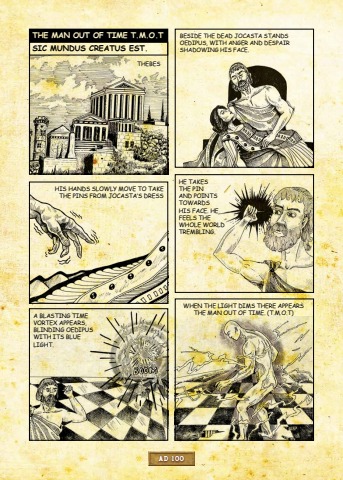 THE MAN OUT OF TIME T.M.O.T
SIC MUNDUS CREATUS EST.
THEBES
BESIDE THE DEAD JOCASTA STANDS
OEDIPUS, WITH ANGER AND DESPAIR
SHADOWING HIS FACE.
HIS HANDS SLOWLY MOVE TO TAKE
THE PINS FROM JOCASTA'S DRESS
HE TAKES
THE PIN
AND POINTS
TOWARDS
HIS FACE. HE
FEELS THE
WHOLE WORLD
TREMBLING.
A BLASTING TIME
VORTEX APPEARS,
BLINDING OEDIPUS
WITH ITS BLUE
LIGHT.
WHEN THE LIGHT DIMS THERE APPEARS
THE MAN OUT OF TIME. (T.M.O.T)
AD 100